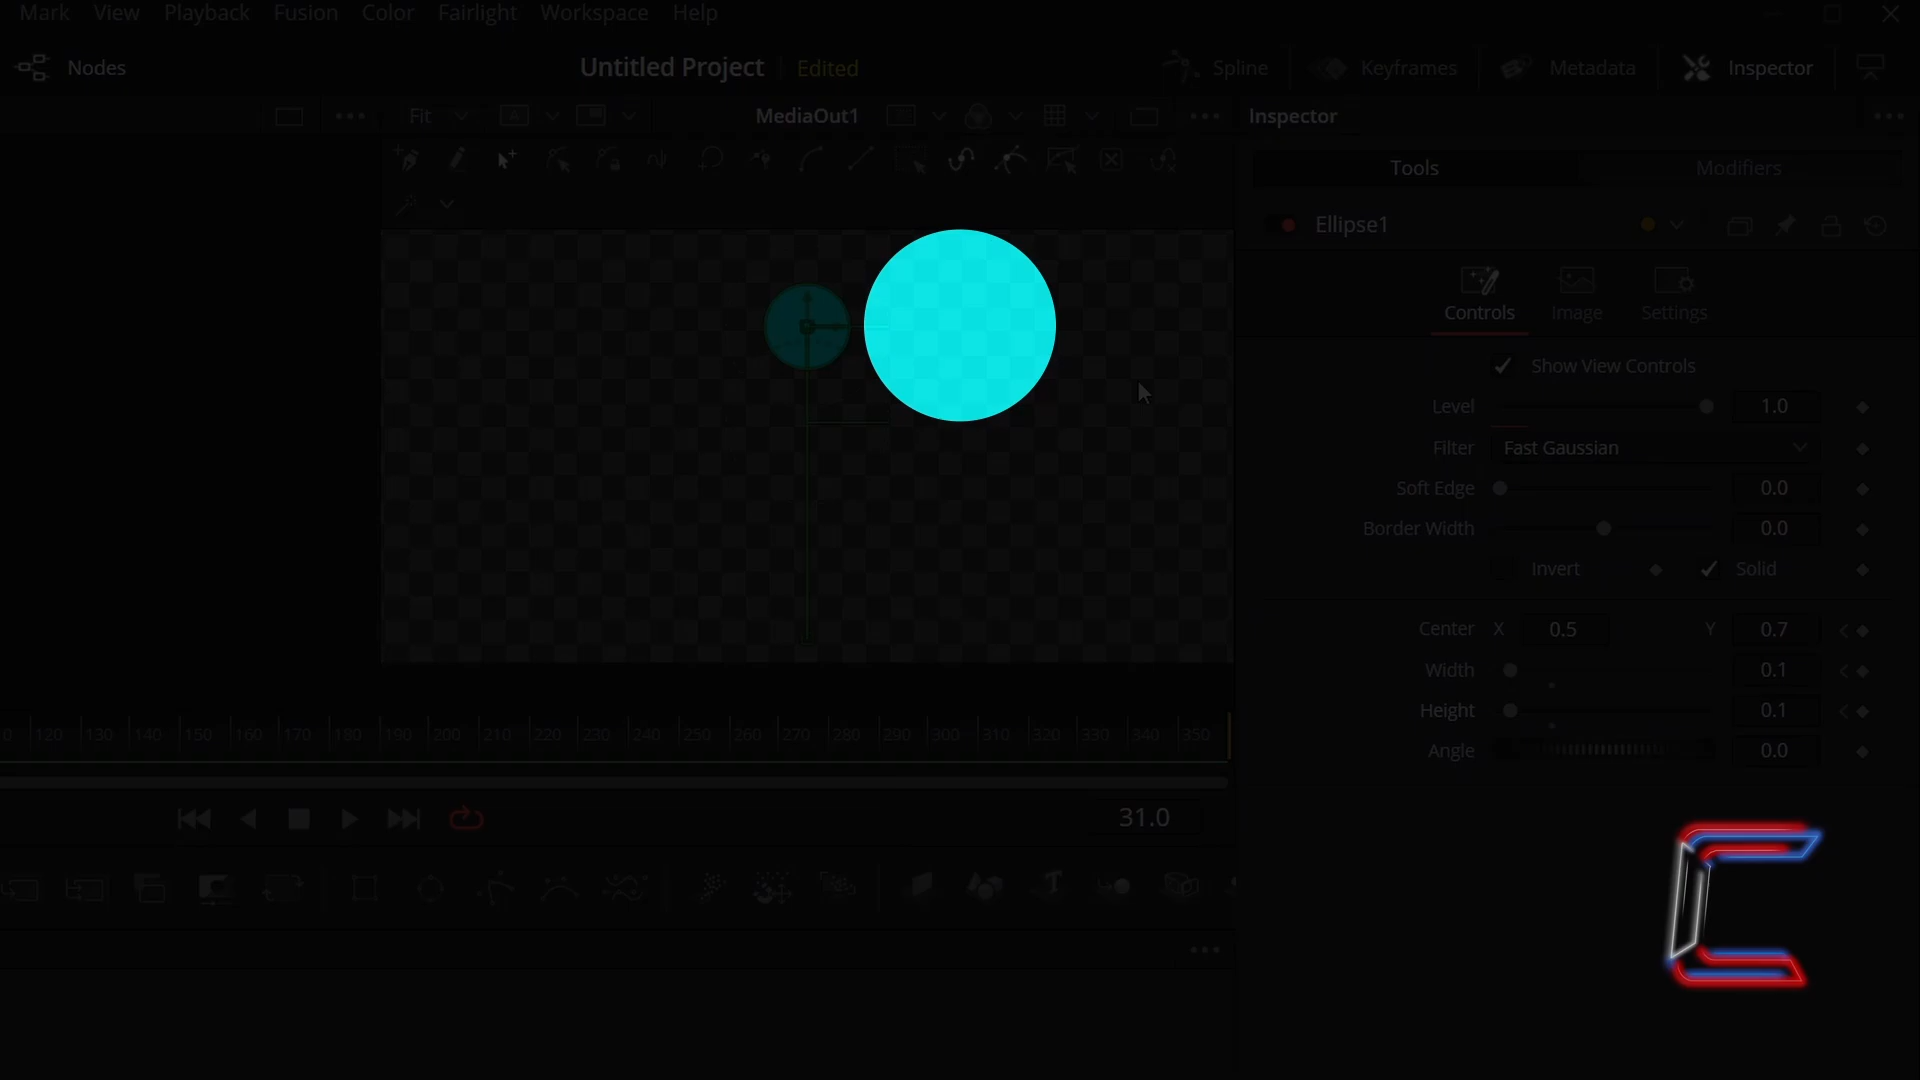 Mark View Playback Fusion Color Fairlight Workspace Help
Nodes Untitled Project Edited Spline Keyframes Metadata Inspector
Fit A MediaOut1 Inspector
Tools Modifiers
Ellipse1
Controls Image Settings
Show View Controls
Level 1.0
Filter Fast Gaussian
Soft Edge 0.0
Border Width 0.0
Invert Solid
Center X 0.5 Y 0.7
Width 0.1
Height 0.1
Angle 0.0
120 130 140 150 160 170 180 190 200 210 220 230 240 250 260 270 280 290 300 310 320 330 340 350
31.0